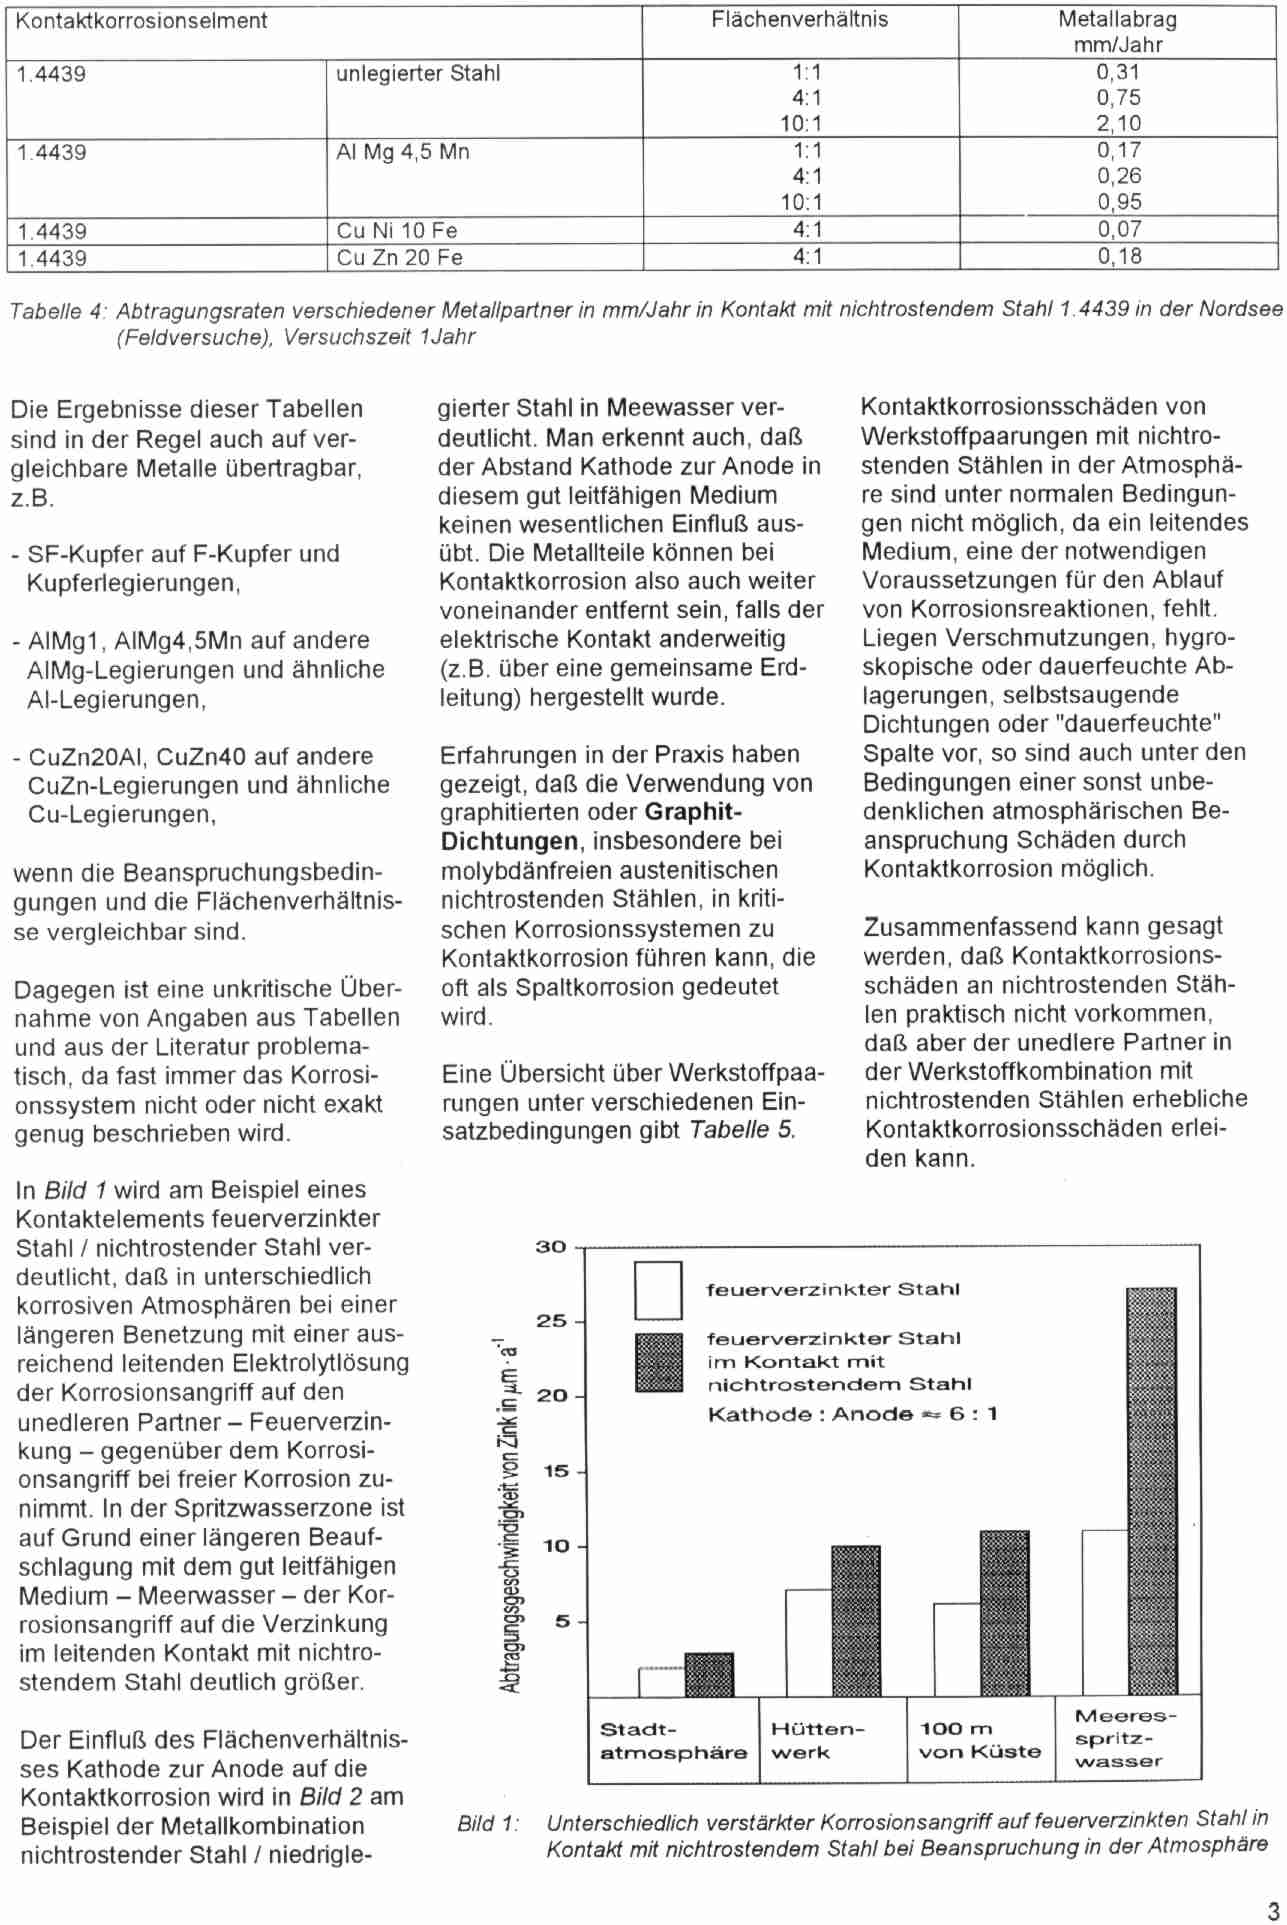 Kontaktkorrosionselment Flächenverhältnis Metallabrag
mm/Jahr
1.4439 unlegierter Stahl 1:1 0,31
4:1 0,75
10:1 2,10
1.4439 Al Mg 4,5 Mn 1:1 0,17
4:1 0,26
10:1 0,95
1.4439 Cu Ni 10 Fe 4:1 0,07
1.4439 Cu Zn 20 Fe 4:1 0,18
Tabelle 4: Abtragungsraten verschiedener Metallpartner in mm/Jahr in Kontakt mit nichtrostendem Stahl 1.4439 in der Nordsee
(Feldversuche), Versuchszeit 1Jahr
Die Ergebnisse dieser Tabellen
sind in der Regel auch auf ver-
gleichbare Metalle übertragbar,
z.B.
- SF-Kupfer auf F-Kupfer und
Kupferlegierungen,
- AlMg1, AlMg4,5Mn auf andere
AlMg-Legierungen und ähnliche
Al-Legierungen,
- CuZn20Al, CuZn40 auf andere
CuZn-Legierungen und ähnliche
Cu-Legierungen,
wenn die Beanspruchungsbedin-
gungen und die Flächenverhältnis-
se vergleichbar sind.
Dagegen ist eine unkritische Über-
nahme von Angaben aus Tabellen
und aus der Literatur problema-
tisch, da fast immer das Korrosi-
onssystem nicht oder nicht exakt
genug beschrieben wird.
In Bild 1 wird am Beispiel eines
Kontaktelements feuerverzinkter
Stahl / nichtrostender Stahl ver-
deutlicht, daß in unterschiedlich
korrosiven Atmosphären bei einer
längeren Benetzung mit einer aus-
reichend leitenden Elektrolytlösung
der Korrosionsangriff auf den
unedleren Partner – Feuerverzin-
kung – gegenüber dem Korrosi-
onsangriff bei freier Korrosion zu-
nimmt. In der Spritzwasserzone ist
auf Grund einer längeren Beauf-
schlagung mit dem gut leitfähigen
Medium – Meerwasser – der Kor-
rosionsangriff auf die Verzinkung
im leitenden Kontakt mit nichtro-
stendem Stahl deutlich größer.
Der Einfluß des Flächenverhältnis-
ses Kathode zur Anode auf die
Kontaktkorrosion wird in Bild 2 am
Beispiel der Metallkombination
nichtrostender Stahl / niedrigle-
gierter Stahl in Meewasser ver-
deutlicht. Man erkennt auch, daß
der Abstand Kathode zur Anode in
diesem gut leitfähigen Medium
keinen wesentlichen Einfluß aus-
übt. Die Metallteile können bei
Kontaktkorrosion also auch weiter
voneinander entfernt sein, falls der
elektrische Kontakt anderweitig
(z.B. über eine gemeinsame Erd-
leitung) hergestellt wurde.
Erfahrungen in der Praxis haben
gezeigt, daß die Verwendung von
graphitierten oder Graphit-
Dichtungen, insbesondere bei
molybdänfreien austenitischen
nichtrostenden Stählen, in kriti-
schen Korrosionssystemen zu
Kontaktkorrosion führen kann, die
oft als Spaltkorrosion gedeutet
wird.
Eine Übersicht über Werkstoffpaa-
rungen unter verschiedenen Ein-
satzbedingungen gibt Tabelle 5.
Kontaktkorrosionsschäden von
Werkstoffpaarungen mit nichtro-
stenden Stählen in der Atmosphä-
re sind unter normalen Bedingun-
gen nicht möglich, da ein leitendes
Medium, eine der notwendigen
Voraussetzungen für den Ablauf
von Korrosionsreaktionen, fehlt.
Liegen Verschmutzungen, hygro-
skopische oder dauerfeuchte Ab-
lagerungen, selbstsaugende
Dichtungen oder "dauerfeuchte"
Spalte vor, so sind auch unter den
Bedingungen einer sonst unbe-
denklichen atmosphärischen Be-
anspruchung Schäden durch
Kontaktkorrosion möglich.
Zusammenfassend kann gesagt
werden, daß Kontaktkorrosions-
schäden an nichtrostenden Stäh-
len praktisch nicht vorkommen,
daß aber der unedlere Partner in
der Werkstoffkombination mit
nichtrostenden Stählen erhebliche
Kontaktkorrosionsschäden erlei-
den kann.
Abtragungsgeschwindigkeit von Zink in µm · a⁻¹
30
25
20
15
10
5
feuerverzinkter Stahl
feuerverzinkter Stahl
im Kontakt mit
nichtrostendem Stahl
Kathode : Anode ≈ 6 : 1
Stadt-
atmosphäre
Hütten-
werk
100 m
von Küste
Meeres-
spritz-
wasser
Bild 1: Unterschiedlich verstärkter Korrosionsangriff auf feuerverzinkten Stahl in
Kontakt mit nichtrostendem Stahl bei Beanspruchung in der Atmosphäre
3